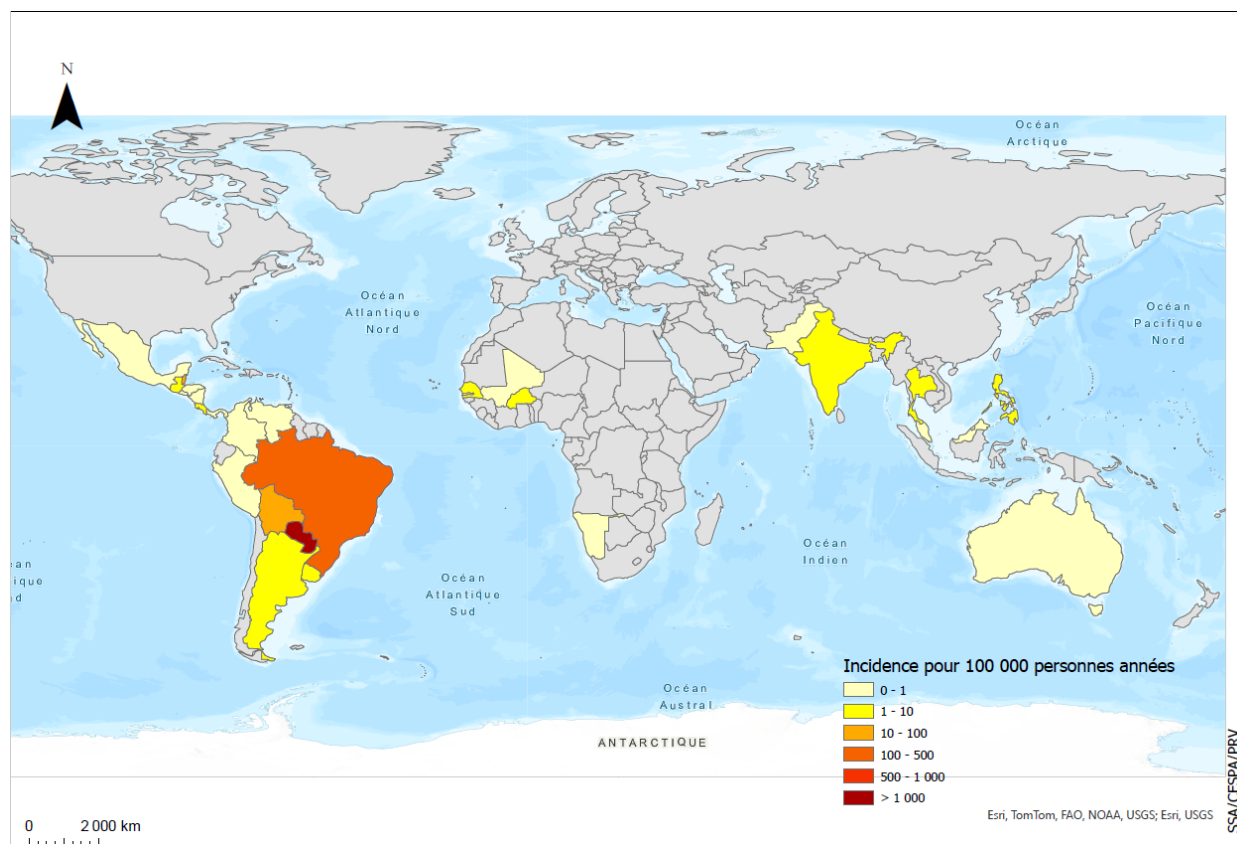 N
Océan
Arctique
Océan
Atlantique
Nord
Océan
Pacifique
Nord
Océan
Indien
Océan
Atlantique
Sud
Océan
Austral
ANTARCTIQUE
Incidence pour 100 000 personnes années
0 - 1
1 - 10
10 - 100
100 - 500
500 - 1 000
> 1 000
Esri, TomTom, FAO, NOAA, USGS; Esri, USGS
SSA/CESPA/PRV
0 2 000 km